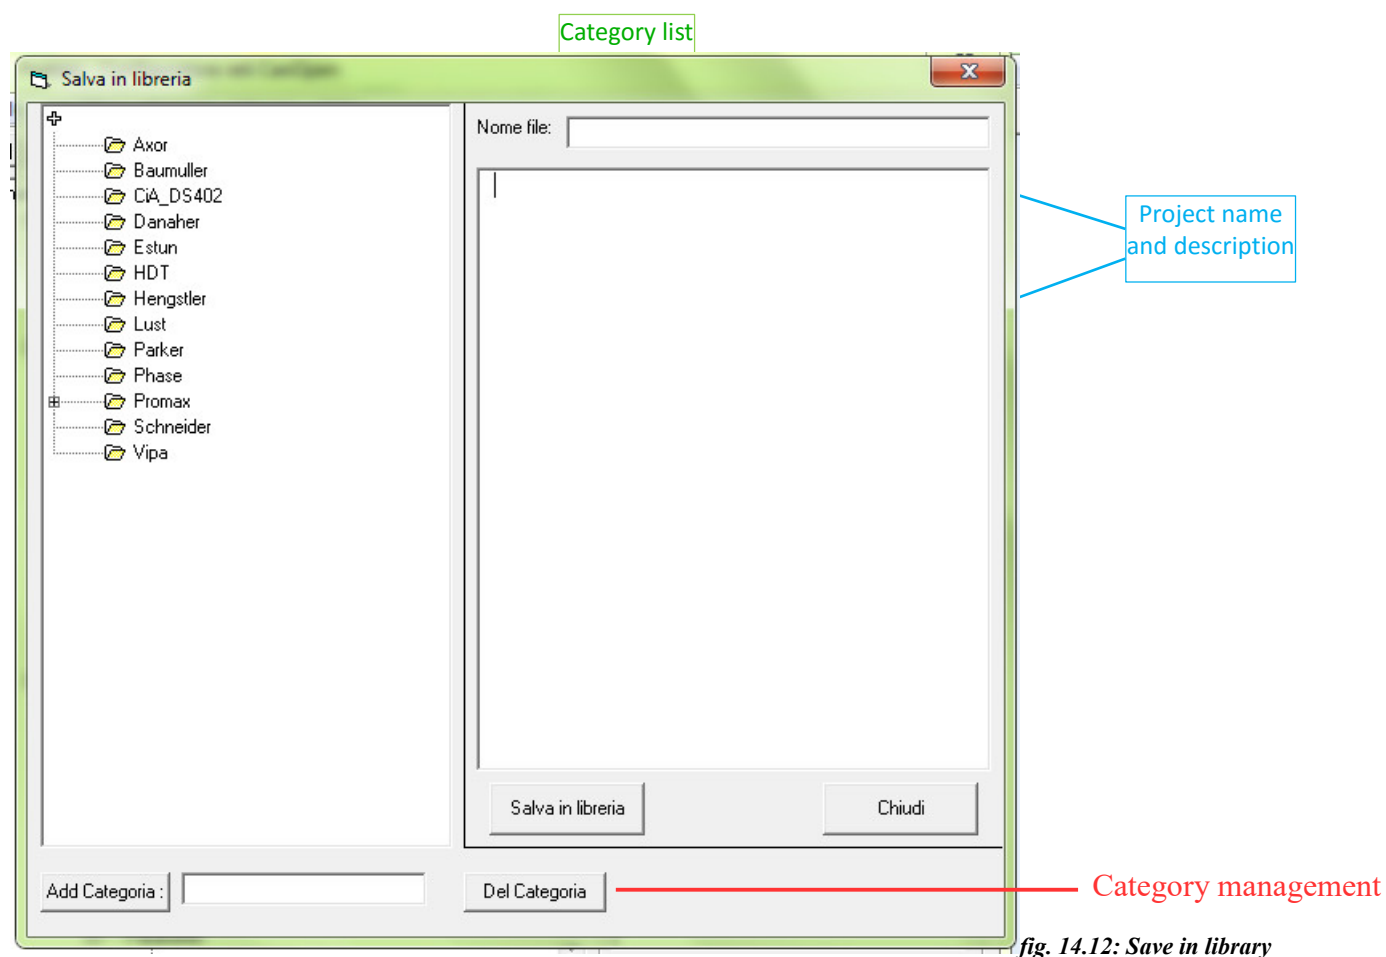 Category list
Salva in libreria
Axor
Baumuller
CiA_DS402
Danaher
Estun
HDT
Hengstler
Lust
Parker
Phase
Promax
Schneider
Vipa
Nome file:
Project name
and description
Salva in libreria
Chiudi
Add Categoria :
Del Categoria
Category management
fig. 14.12: Save in library